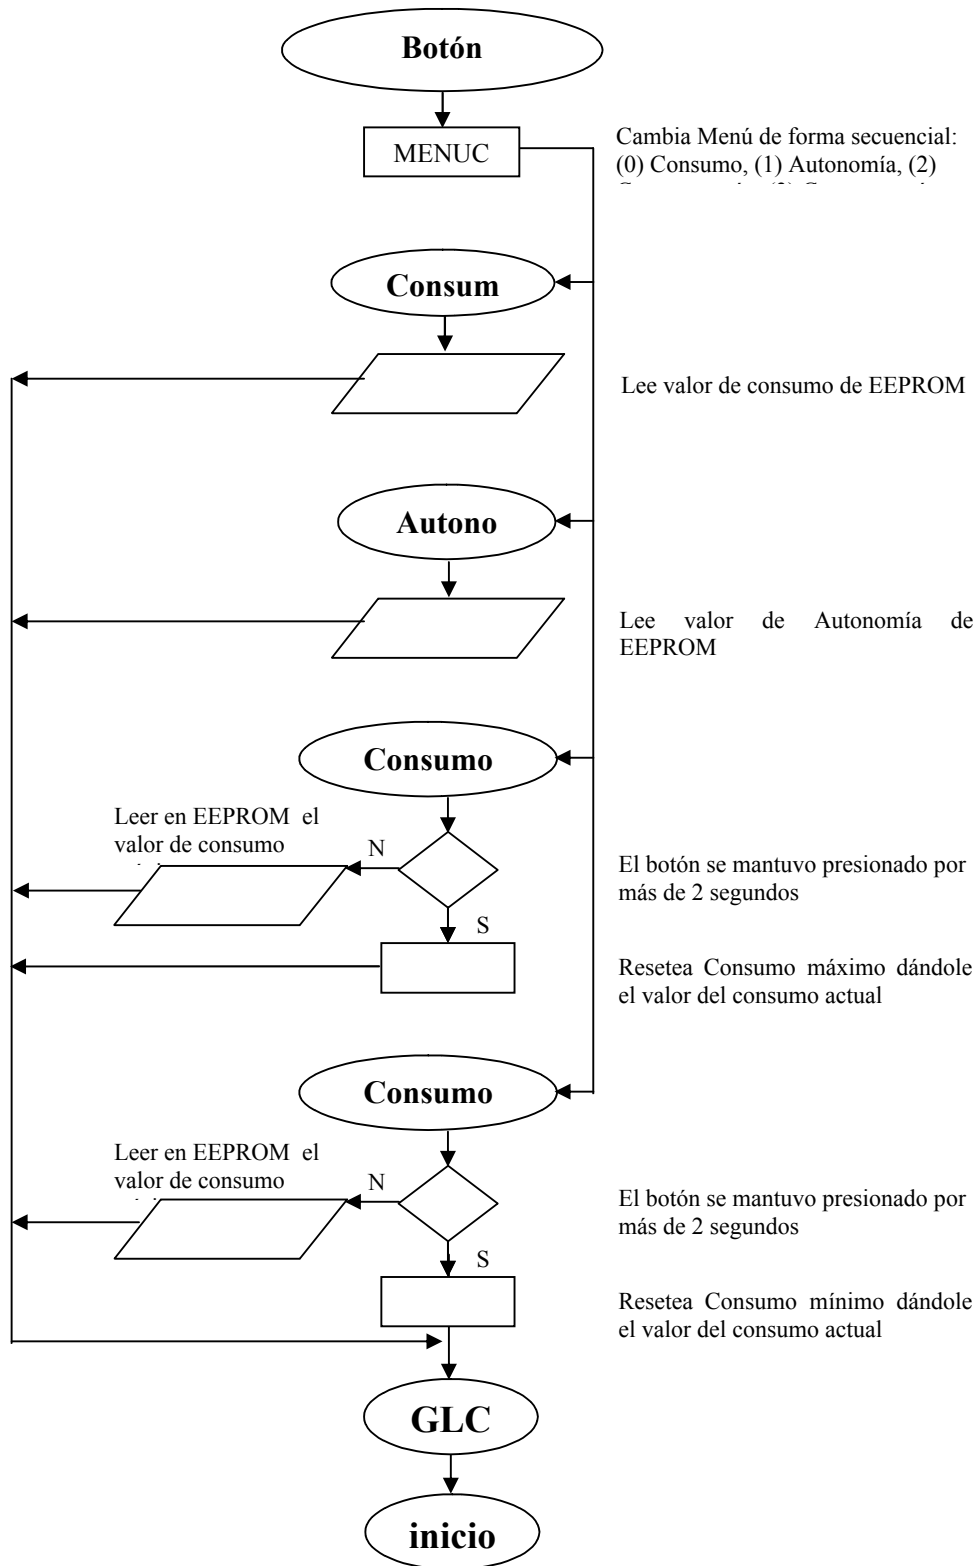 Botón
MENUC
Cambia Menú de forma secuencial:
(0) Consumo, (1) Autonomía, (2)
Consum
Lee valor de consumo de EEPROM
Autono
Lee valor de Autonomía de
EEPROM
Consumo
Leer en EEPROM el
valor de consumo
N
El botón se mantuvo presionado por
más de 2 segundos
S
Resetea Consumo máximo dándole
el valor del consumo actual
Consumo
Leer en EEPROM el
valor de consumo
N
El botón se mantuvo presionado por
más de 2 segundos
S
Resetea Consumo mínimo dándole
el valor del consumo actual
GLC
inicio